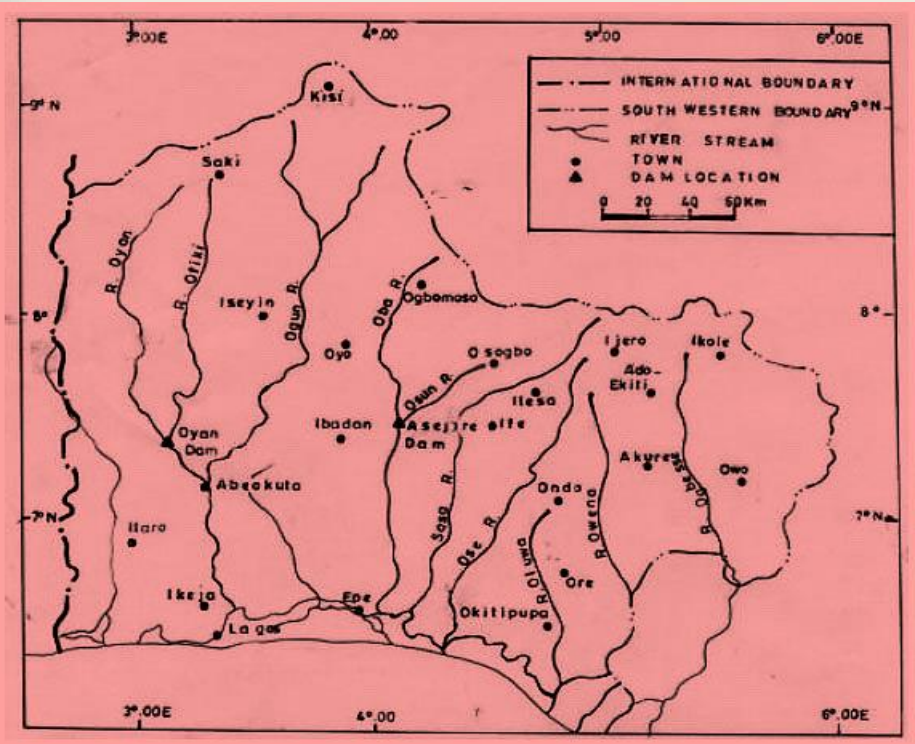 3°.00E 4°.00 5°.00 6°.00E
INTERNATIONAL BOUNDARY
SOUTH WESTERN BOUNDARY
RIVER STREAM
TOWN
DAM LOCATION
0 20 40 60Km
9° N
9° N
Kisi
Saki
R. Oyan
R. Otiki
Iseyin
Ogun R.
Oba R.
Ogbomoso
8°
8°
Oyo
Osogbo
Ijero
Ikole
Ado-
Ekiti
Osun R.
Ilesa
Oyan
Dam
Ibadan
Asejire
Dam
Ife
Akure
R. Ogbesse
Owo
Abeokuta
Sasa R.
Ose R.
Ondo
R. Owena
7° N
7° N
Ilaro
R. Oluwa
Ore
Ikeja
Epe
Okitipupa
Lagos
3°.00E 4°.00 6°.00E